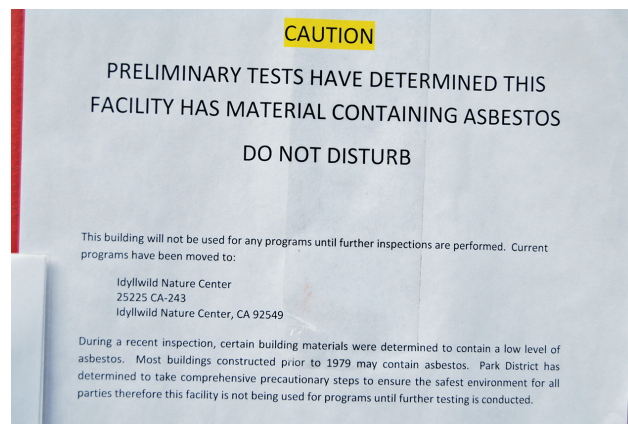 CAUTION
PRELIMINARY TESTS HAVE DETERMINED THIS
FACILITY HAS MATERIAL CONTAINING ASBESTOS
DO NOT DISTURB
This building will not be used for any programs until further inspections are performed. Current
programs have been moved to:
Idyllwild Nature Center
25225 CA-243
Idyllwild Nature Center, CA 92549
During a recent inspection, certain building materials were determined to contain a low level of
asbestos. Most buildings constructed prior to 1979 may contain asbestos. Park District has
determined to take comprehensive precautionary steps to ensure the safest environment for all
parties therefore this facility is not being used for programs until further testing is conducted.